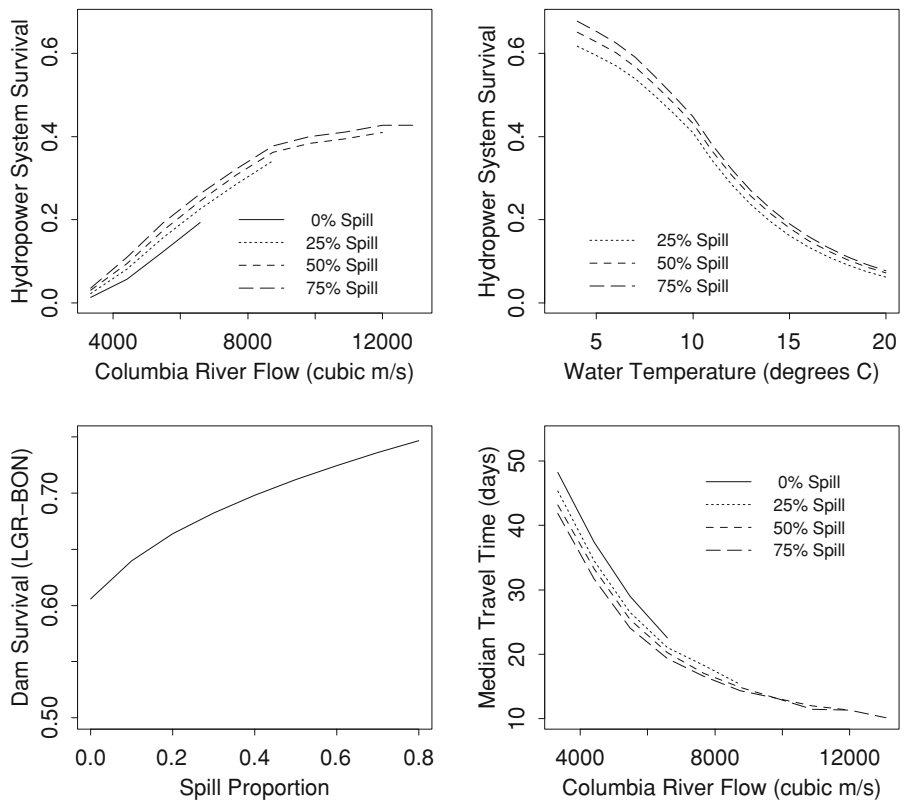 Hydropower System Survival
0.6
0.4
0.2
0.0
0% Spill
25% Spill
50% Spill
75% Spill
4000 8000 12000
Columbia River Flow (cubic m/s)
Hydropower System Survival
0.6
0.4
0.2
0.0
25% Spill
50% Spill
75% Spill
5 10 15 20
Water Temperature (degrees C)
Dam Survival (LGR−BON)
0.70
0.60
0.50
0.0 0.2 0.4 0.6 0.8
Spill Proportion
Median Travel Time (days)
50
40
30
20
10
0% Spill
25% Spill
50% Spill
75% Spill
4000 8000 12000
Columbia River Flow (cubic m/s)